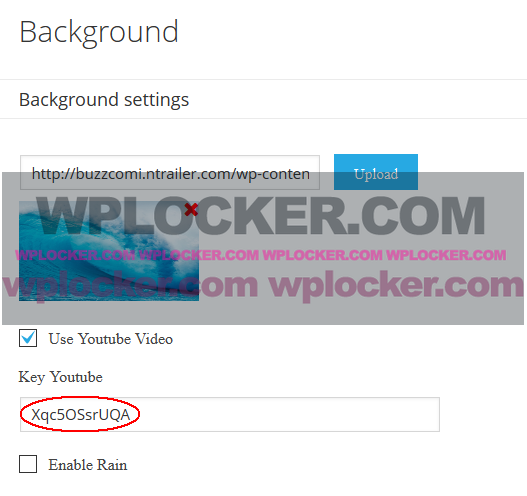 Background
Background settings
http://buzzcomi.ntrailer.com/wp-conten
Upload
WPLOCKER.COM
WPLOCKER.COM WPLOCKER.COM WPLOCKER.COM WPLOCKER.COM
wplocker.com wplocker.com
Use Youtube Video
Key Youtube
Xqc5OSsrUQA
Enable Rain